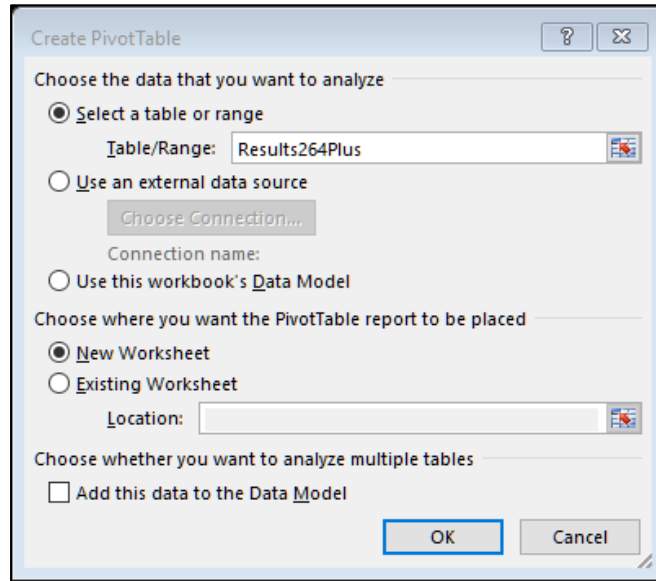 Create PivotTable
Choose the data that you want to analyze
Select a table or range
Table/Range: Results264Plus
Use an external data source
Choose Connection...
Connection name:
Use this workbook's Data Model
Choose where you want the PivotTable report to be placed
New Worksheet
Existing Worksheet
Location:
Choose whether you want to analyze multiple tables
Add this data to the Data Model
OK Cancel